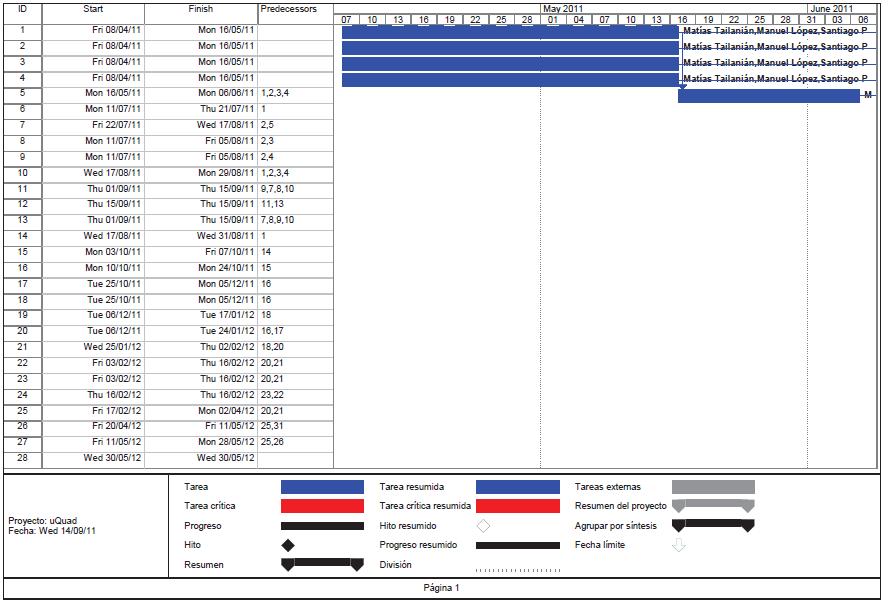 ID Start Finish Predecessors May 2011 June 2011
07 10 13 16 19 22 25 28 01 04 07 10 13 16 19 22 25 28 31 03 06
1 Fri 08/04/11 Mon 16/05/11 Matías Tailanián,Manuel López,Santiago P
2 Fri 08/04/11 Mon 16/05/11 Matías Tailanián,Manuel López,Santiago P
3 Fri 08/04/11 Mon 16/05/11 Matías Tailanián,Manuel López,Santiago P
4 Fri 08/04/11 Mon 16/05/11 Matías Tailanián,Manuel López,Santiago P
5 Mon 16/05/11 Mon 06/06/11 1,2,3,4 M
6 Mon 11/07/11 Thu 21/07/11 1
7 Fri 22/07/11 Wed 17/08/11 2,5
8 Mon 11/07/11 Fri 05/08/11 2,3
9 Mon 11/07/11 Fri 05/08/11 2,4
10 Wed 17/08/11 Mon 29/08/11 1,2,3,4
11 Thu 01/09/11 Thu 15/09/11 9,7,8,10
12 Thu 15/09/11 Thu 15/09/11 11,13
13 Thu 01/09/11 Thu 15/09/11 7,8,9,10
14 Wed 17/08/11 Wed 31/08/11 1
15 Mon 03/10/11 Fri 07/10/11 14
16 Mon 10/10/11 Mon 24/10/11 15
17 Tue 25/10/11 Mon 05/12/11 16
18 Tue 25/10/11 Mon 05/12/11 16
19 Tue 06/12/11 Tue 17/01/12 18
20 Tue 06/12/11 Tue 24/01/12 16,17
21 Wed 25/01/12 Thu 02/02/12 18,20
22 Fri 03/02/12 Thu 16/02/12 20,21
23 Fri 03/02/12 Thu 16/02/12 20,21
24 Thu 16/02/12 Thu 16/02/12 23,22
25 Fri 17/02/12 Mon 02/04/12 20,21
26 Fri 20/04/12 Fri 11/05/12 25,31
27 Fri 11/05/12 Mon 28/05/12 25,26
28 Wed 30/05/12 Wed 30/05/12
Proyecto: uQuad
Fecha: Wed 14/09/11
Tarea Tarea resumida Tareas externas
Tarea crítica Tarea crítica resumida Resumen del proyecto
Progreso Hito resumido Agrupar por síntesis
Hito Progreso resumido Fecha límite
Resumen División
Página 1